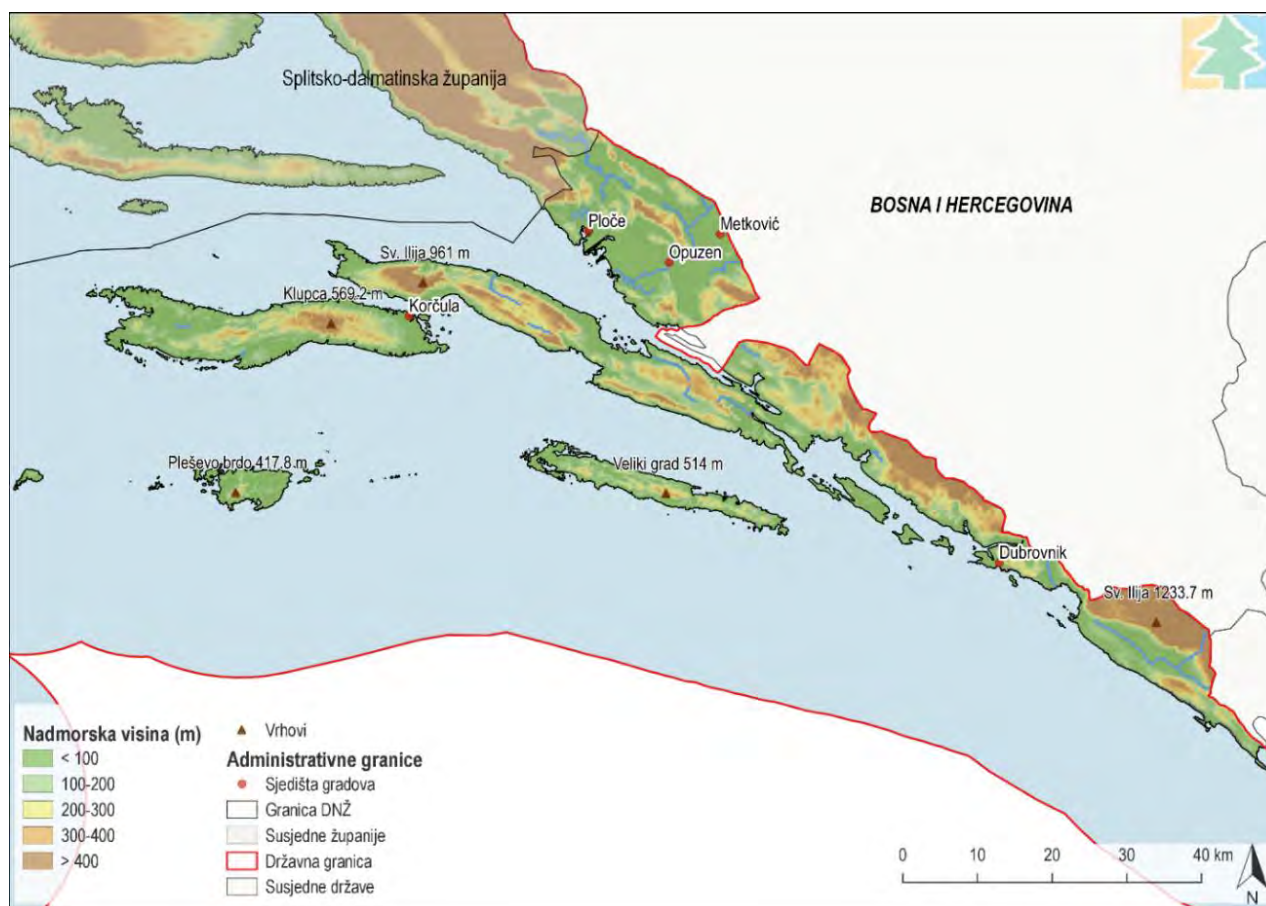 Splitsko-dalmatinska županija
BOSNA I HERCEGOVINA
Ploče
Metković
Opuzen
Sv. Ilija 961 m
Klupca 569.2 m
Korčula
Pleševo brdo 417.8 m
Veliki grad 514 m
Dubrovnik
Sv. Ilija 1233.7 m
Nadmorska visina (m)
< 100
100-200
200-300
300-400
> 400
Vrhovi
Administrativne granice
Sjedišta gradova
Granica DNŽ
Susjedne županije
Državna granica
Susjedne države
0 10 20 30 40 km
N